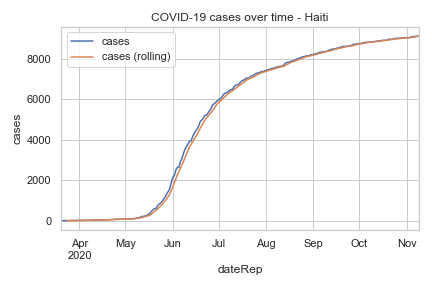 COVID-19 cases over time - Haiti
cases
cases (rolling)
cases
8000
6000
4000
2000
0
Apr May Jun Jul Aug Sep Oct Nov
2020
dateRep